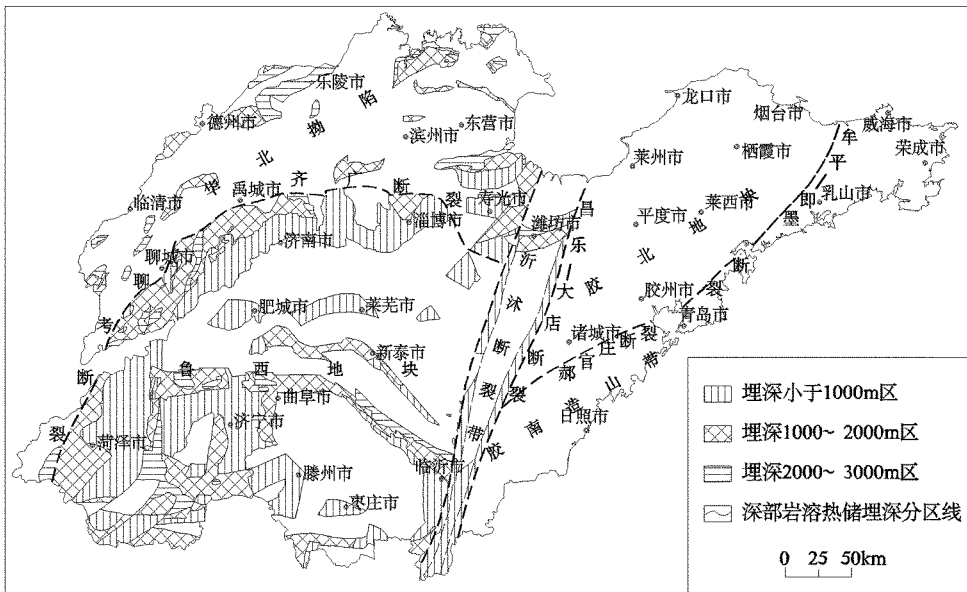 乐陵市
德州市
滨州市
东营市
华北拗陷
龙口市
烟台市
威海市
荣成市
栖霞市
莱州市
牟平即墨断裂
乳山市
临清市
禹城市
齐广断裂
寿光市
淄博市
潍坊市
昌乐大店断裂
平度市
莱西市
胶北地块
聊城市
济南市
聊考断裂
沂沭断裂带
肥城市
莱芜市
胶州市
青岛市
诸城市
郝官庄断裂
新泰市
鲁西地块
曲阜市
济宁市
菏泽市
胶南造山带
日照市
临沂市
滕州市
枣庄市
埋深小于1000m区
埋深1000~ 2000m区
埋深2000~ 3000m区
深部岩溶热储埋深分区线
0 25 50km